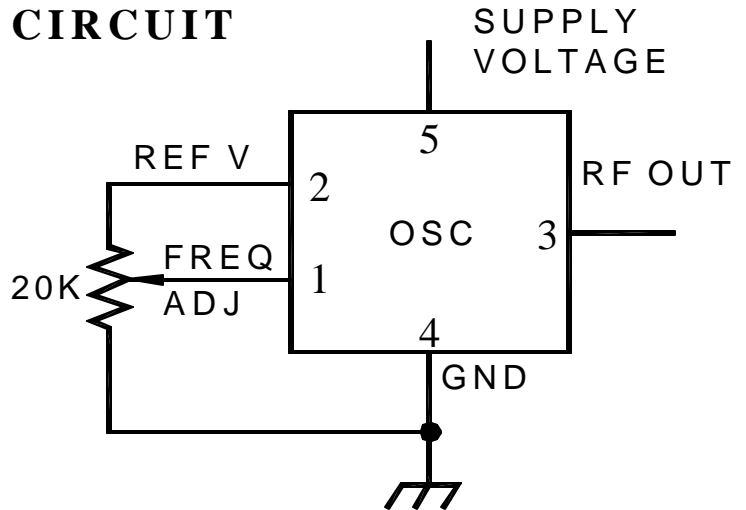 CIRCUIT
SUPPLY
VOLTAGE
5
REF V
2
RF OUT
OSC
3
FREQ
1
20K
ADJ
4
GND